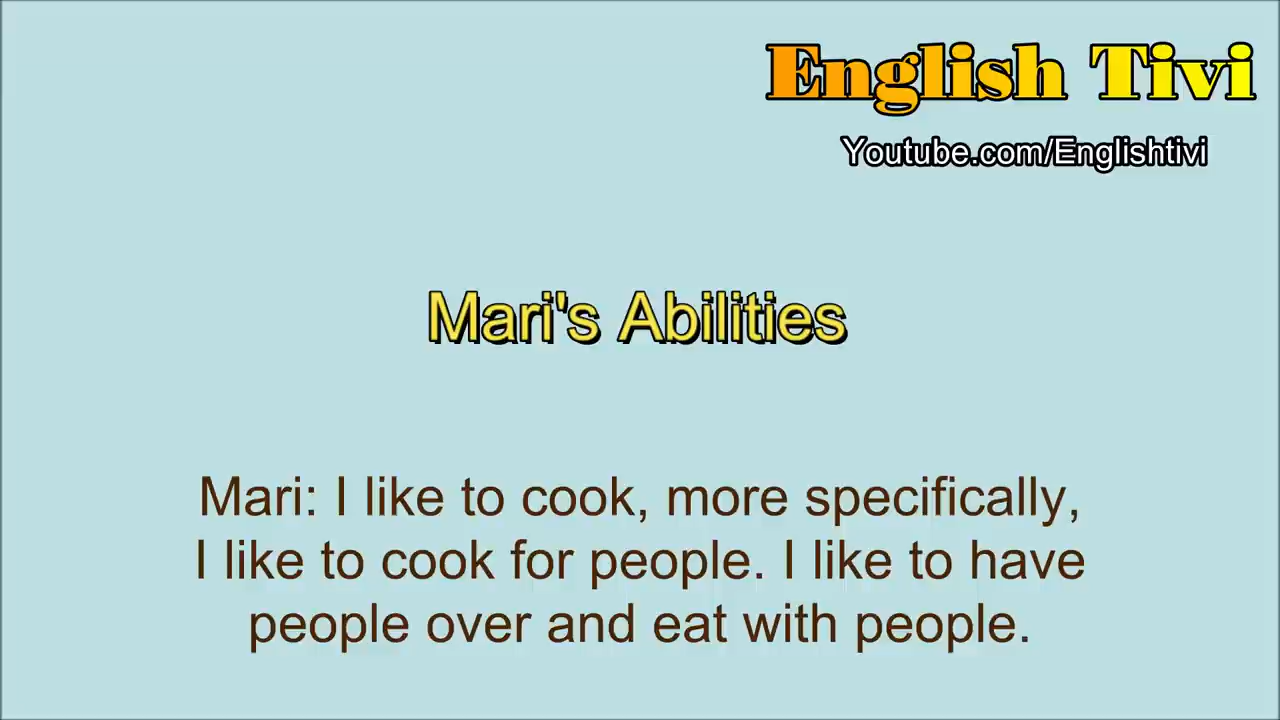 English Tivi
Youtube.com/Englishtivi
Mari's Abilities
Mari: I like to cook, more specifically,
I like to cook for people. I like to have
people over and eat with people.